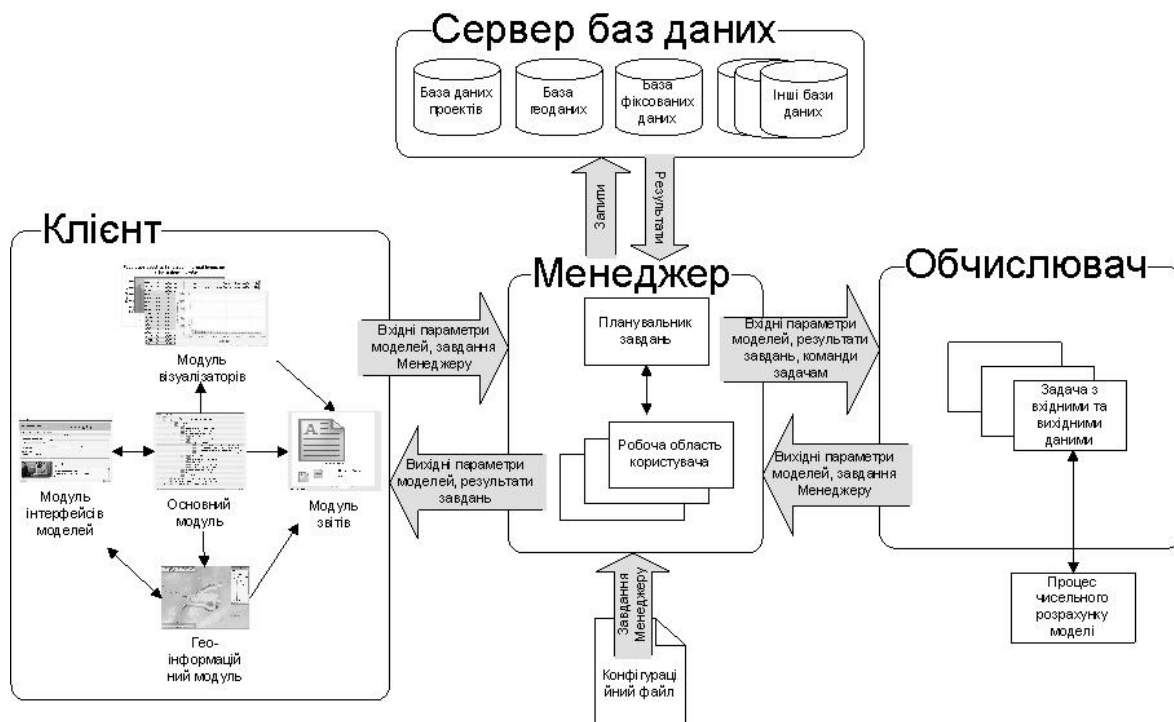 Сервер баз даних
База даних
проектів
База
геоданих
База
фіксованих
даних
Інші бази
даних
Запити
Результати
Клієнт
Модуль
візуалізаторів
Модуль
інтерфейсів
моделей
Основний
модуль
Модуль
звітів
Гео-
інформацій
ний модуль
Вхідні параметри
моделей, завдання
Менеджеру
Вихідні параметри
моделей, результати
завдань
Менеджер
Планувальник
завдань
Робоча область
користувача
Завдання
Менеджеру
Конфігураці
йний файл
Вхідні параметри
моделей, результати
завдань, команди
задачам
Вихідні параметри
моделей, завдання
Менеджеру
Обчислювач
Задача з
вхідними та
вихідними
даними
Процес
чисельного
розрахунку
моделі